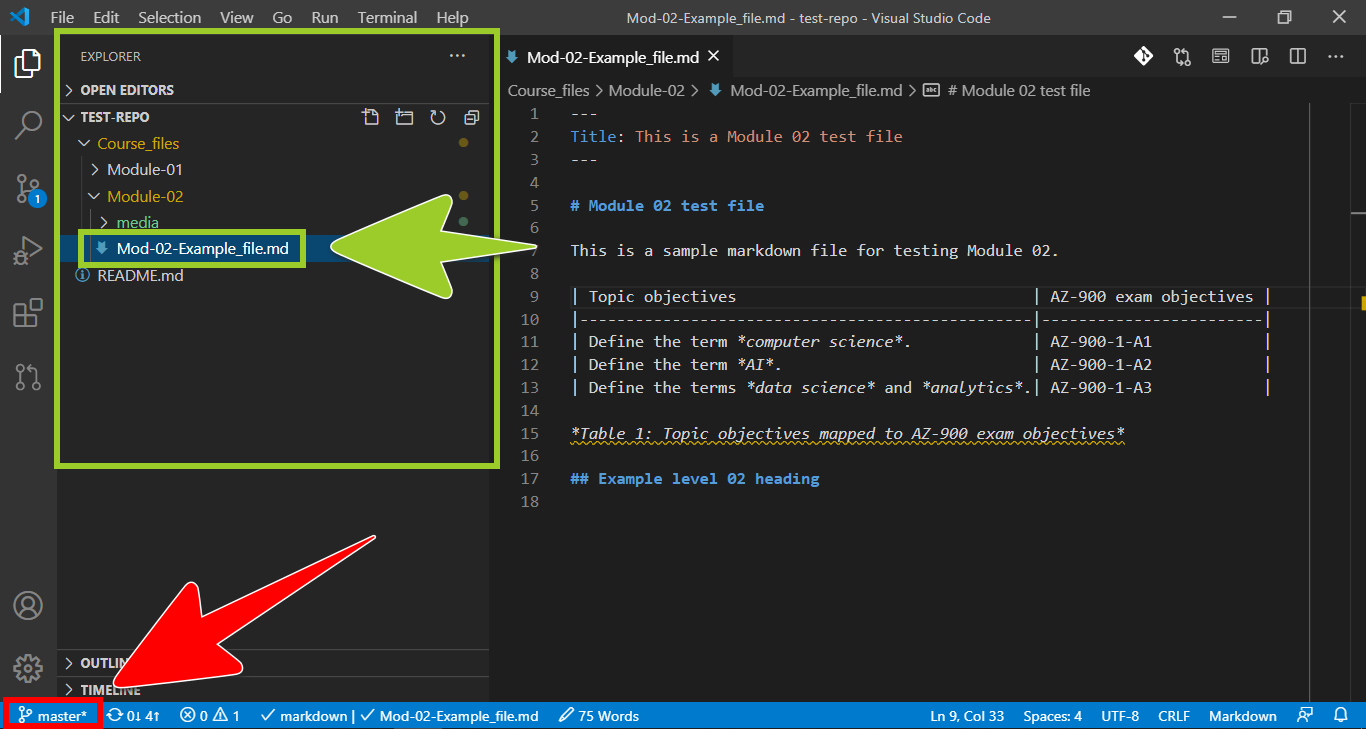 File Edit Selection View Go Run Terminal Help Mod-02-Example_file.md - test-repo - Visual Studio Code
EXPLORER
OPEN EDITORS
TEST-REPO
Course_files
Module-01
Module-02
media
Mod-02-Example_file.md
README.md
OUTLIN
TIMELINE
1
Mod-02-Example_file.md
Course_files > Module-02 > Mod-02-Example_file.md > abc # Module 02 test file
1 ---
2 Title: This is a Module 02 test file
3 ---
4
5 # Module 02 test file
6
7 This is a sample markdown file for testing Module 02.
8
9 | Topic objectives | AZ-900 exam objectives |
10 |-------------------------------------------------|------------------------|
11 | Define the term *computer science*. | AZ-900-1-A1 |
12 | Define the term *AI*. | AZ-900-1-A2 |
13 | Define the terms *data science* and *analytics*.| AZ-900-1-A3 |
14
15 *Table 1: Topic objectives mapped to AZ-900 exam objectives*
16
17 ## Example level 02 heading
18
master* 0↓ 4↑ 0 1 markdown | Mod-02-Example_file.md 75 Words Ln 9, Col 33 Spaces: 4 UTF-8 CRLF Markdown